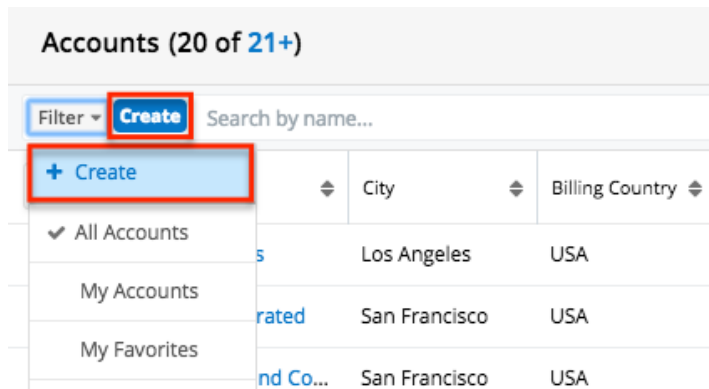 Accounts (20 of 21+)
Filter Create Search by name...
+ Create
City Billing Country
All Accounts
s Los Angeles USA
My Accounts
rated San Francisco USA
My Favorites
nd Co... San Francisco USA